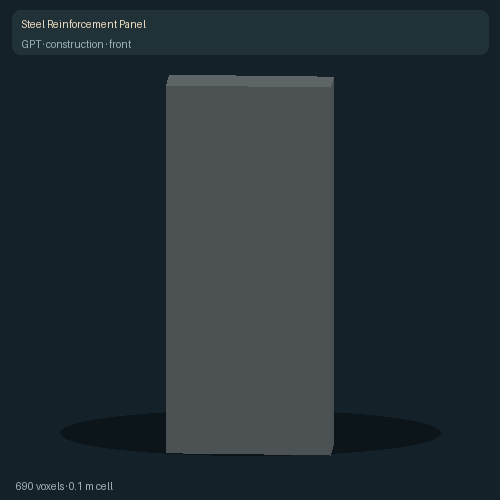 Steel Reinforcement Panel
GPT·construction·front
690 voxels·0.1 m cell